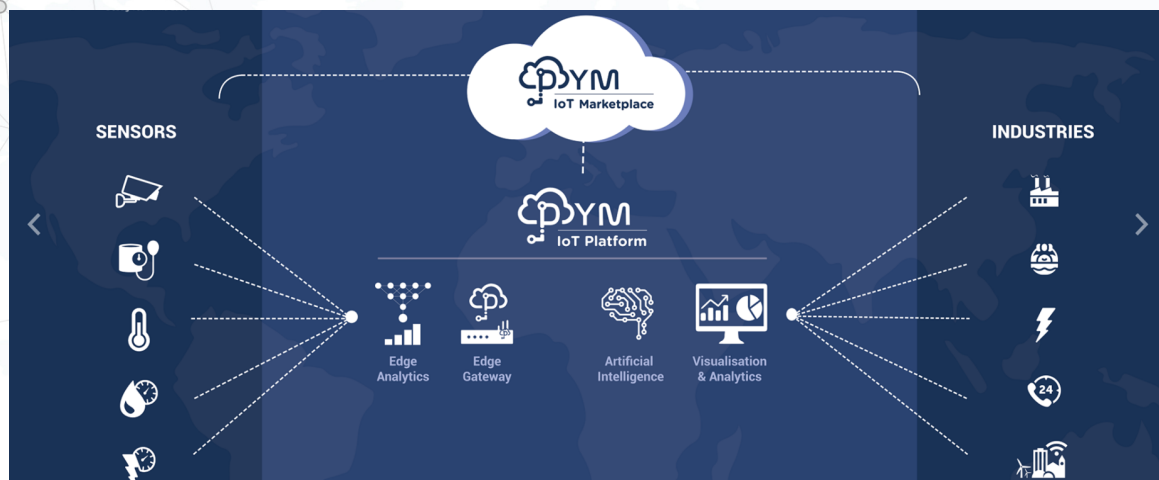 pYM
IoT Marketplace
SENSORS
INDUSTRIES
pYM
IoT Platform
Edge
Analytics
Edge
Gateway
Artificial
Intelligence
Visualisation
& Analytics
24